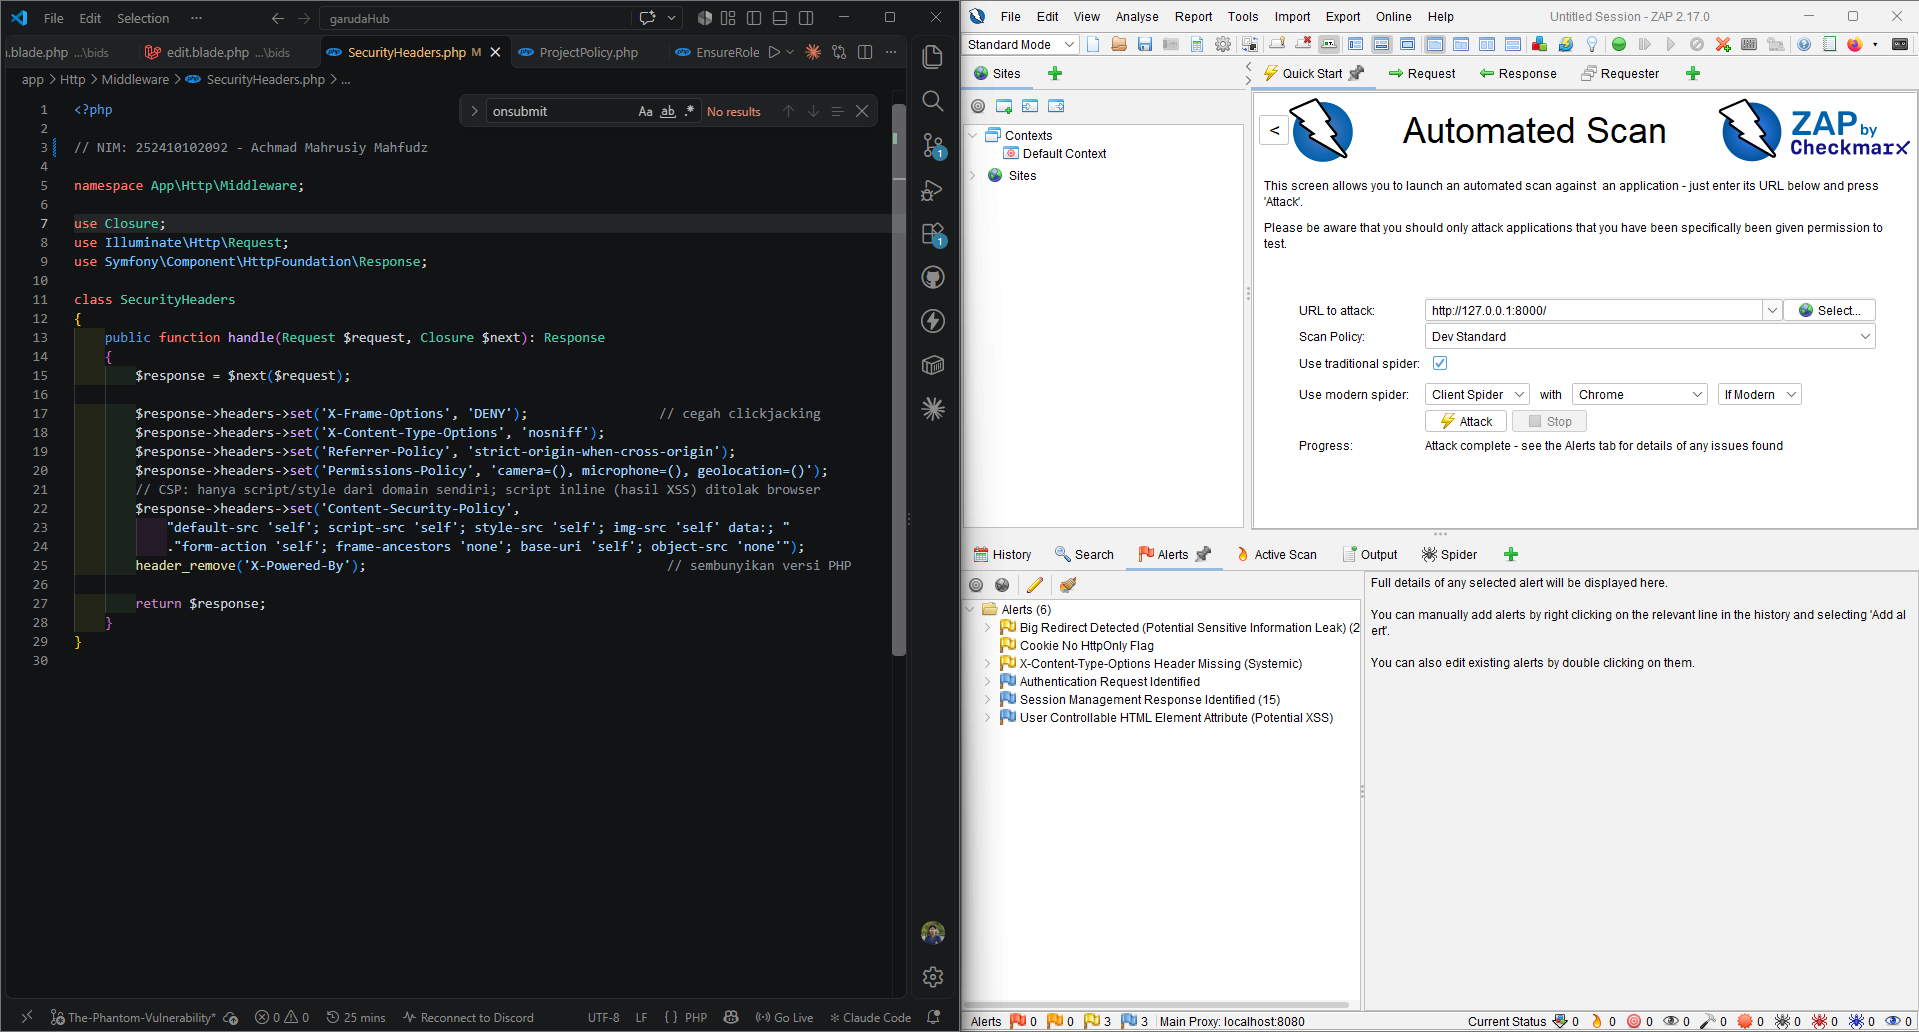 File Edit Selection ··· garudaHub
a.blade.php ...\bids edit.blade.php ...\bids SecurityHeaders.php M ProjectPolicy.php EnsureRole
app > Http > Middleware > SecurityHeaders.php > ...
onsubmit Aa ab .* No results
1 <?php
2
3 // NIM: 252410102092 - Achmad Mahrusiy Mahfudz
4
5 namespace App\Http\Middleware;
6
7 use Closure;
8 use Illuminate\Http\Request;
9 use Symfony\Component\HttpFoundation\Response;
10
11 class SecurityHeaders
12 {
13 public function handle(Request $request, Closure $next): Response
14 {
15 $response = $next($request);
16
17 $response->headers->set('X-Frame-Options', 'DENY'); // cegah clickjacking
18 $response->headers->set('X-Content-Type-Options', 'nosniff');
19 $response->headers->set('Referrer-Policy', 'strict-origin-when-cross-origin');
20 $response->headers->set('Permissions-Policy', 'camera=(), microphone=(), geolocation=()');
21 // CSP: hanya script/style dari domain sendiri; script inline (hasil XSS) ditolak browser
22 $response->headers->set('Content-Security-Policy',
23 "default-src 'self'; script-src 'self'; style-src 'self'; img-src 'self' data:; "
24 ."form-action 'self'; frame-ancestors 'none'; base-uri 'self'; object-src 'none'");
25 header_remove('X-Powered-By'); // sembunyikan versi PHP
26
27 return $response;
28 }
29 }
30
1
1
The-Phantom-Vulnerability* 0 0 25 mins Reconnect to Discord UTF-8 LF { } PHP Go Live Claude Code
File Edit View Analyse Report Tools Import Export Online Help Untitled Session - ZAP 2.17.0
Standard Mode
Sites
Quick Start Request Response Requester
Contexts
Default Context
Sites
<
Automated Scan
ZAP by
Checkmarx
This screen allows you to launch an automated scan against an application - just enter its URL below and press
'Attack'.
Please be aware that you should only attack applications that you have been specifically been given permission to
test.
URL to attack: http://127.0.0.1:8000/ Select...
Scan Policy: Dev Standard
Use traditional spider:
Use modern spider: Client Spider with Chrome If Modern
Attack Stop
Progress: Attack complete - see the Alerts tab for details of any issues found
History Search Alerts Active Scan Output Spider
Alerts (6)
Big Redirect Detected (Potential Sensitive Information Leak) (2
Cookie No HttpOnly Flag
X-Content-Type-Options Header Missing (Systemic)
Authentication Request Identified
Session Management Response Identified (15)
User Controllable HTML Element Attribute (Potential XSS)
Full details of any selected alert will be displayed here.
You can manually add alerts by right clicking on the relevant line in the history and selecting 'Add al
ert'.
You can also edit existing alerts by double clicking on them.
Alerts 0 0 3 3 Main Proxy: localhost:8080 Current Status 0 0 0 0 0 0 0 0 0 0